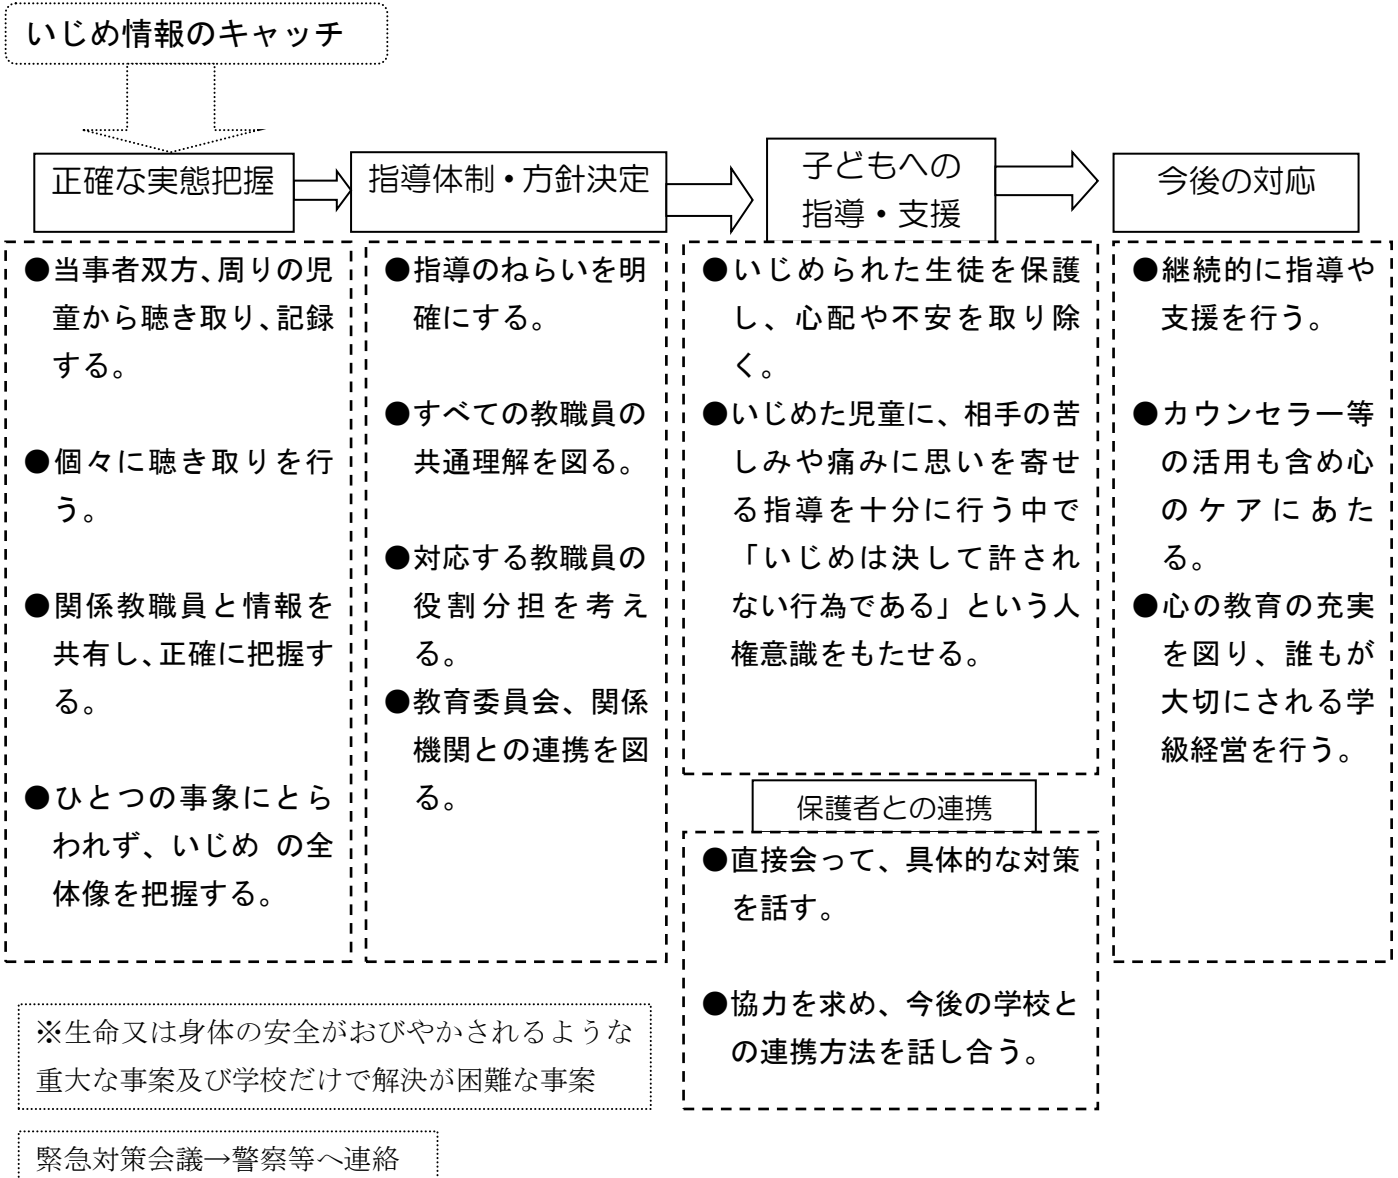 いじめ情報のキャッチ
正確な実態把握
指導体制・方針決定
子どもへの
指導・支援
今後の対応
●当事者双方、周りの児
童から聴き取り、記録
する。
●個々に聴き取りを行
う。
●関係教職員と情報を
共有し、正確に把握す
る。
●ひとつの事象にとら
われず、いじめ の全
体像を把握する。
●指導のねらいを明
確にする。
●すべての教職員の
共通理解を図る。
●対応する教職員の
役割分担を考え
る。
●教育委員会、関係
機関との連携を図
る。
●いじめられた生徒を保護
し、心配や不安を取り除
く。
●いじめた児童に、相手の苦
しみや痛みに思いを寄せ
る指導を十分に行う中で
「いじめは決して許され
ない行為である」という人
権意識をもたせる。
保護者との連携
●直接会って、具体的な対策
を話す。
●協力を求め、今後の学校と
の連携方法を話し合う。
●継続的に指導や
支援を行う。
●カウンセラー等
の活用も含め心
のケアにあた
る。
●心の教育の充実
を図り、誰もが
大切にされる学
級経営を行う。
※生命又は身体の安全がおびやかされるような
重大な事案及び学校だけで解決が困難な事案
緊急対策会議→警察等へ連絡